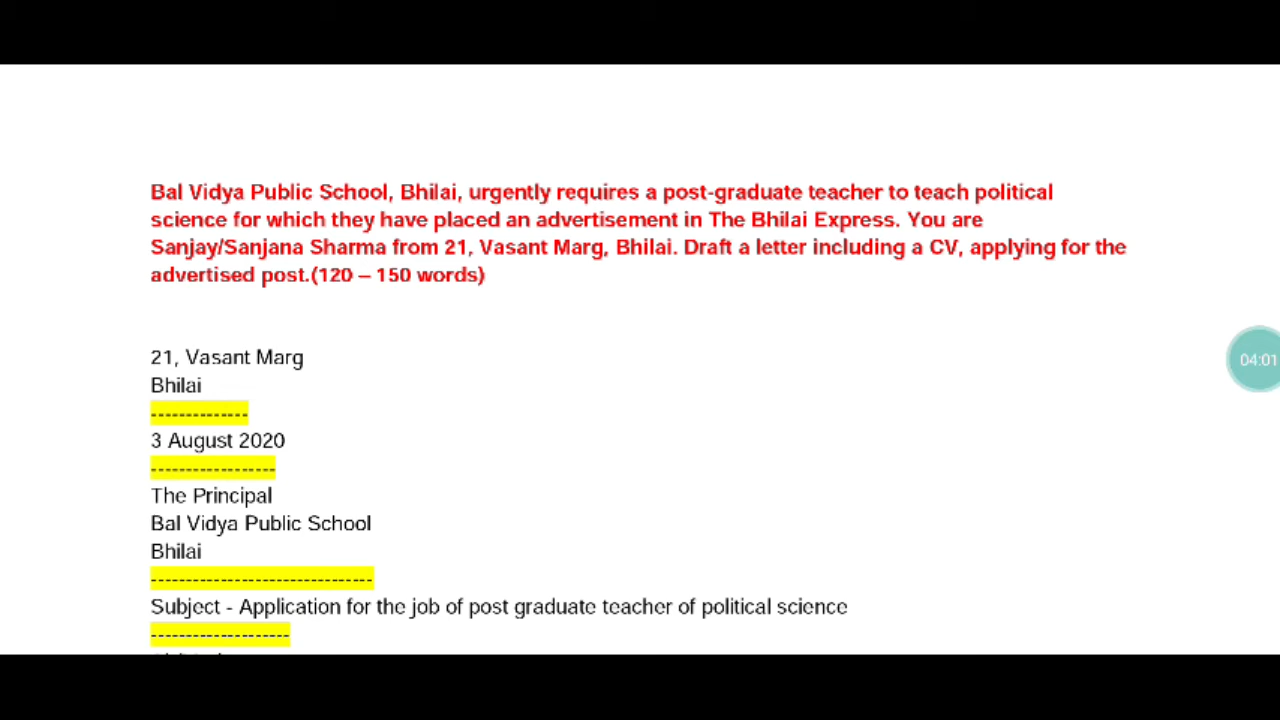 Bal Vidya Public School, Bhilai, urgently requires a post-graduate teacher to teach political
science for which they have placed an advertisement in The Bhilai Express. You are
Sanjay/Sanjana Sharma from 21, Vasant Marg, Bhilai. Draft a letter including a CV, applying for the
advertised post.(120 – 150 words)
21, Vasant Marg
Bhilai
--------------
04:01
3 August 2020
------------------
The Principal
Bal Vidya Public School
Bhilai
--------------------------------
Subject - Application for the job of post graduate teacher of political science
--------------------